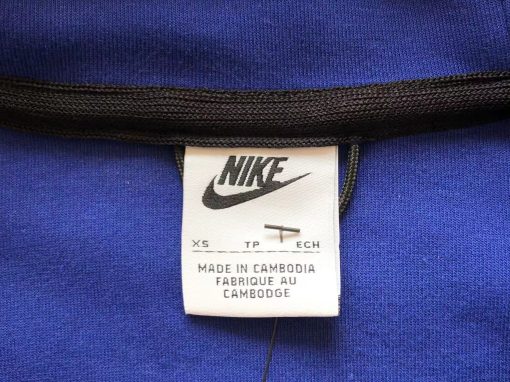 NIKE
XS TP ECH
MADE IN CAMBODIA
FABRIQUE AU
CAMBODGE